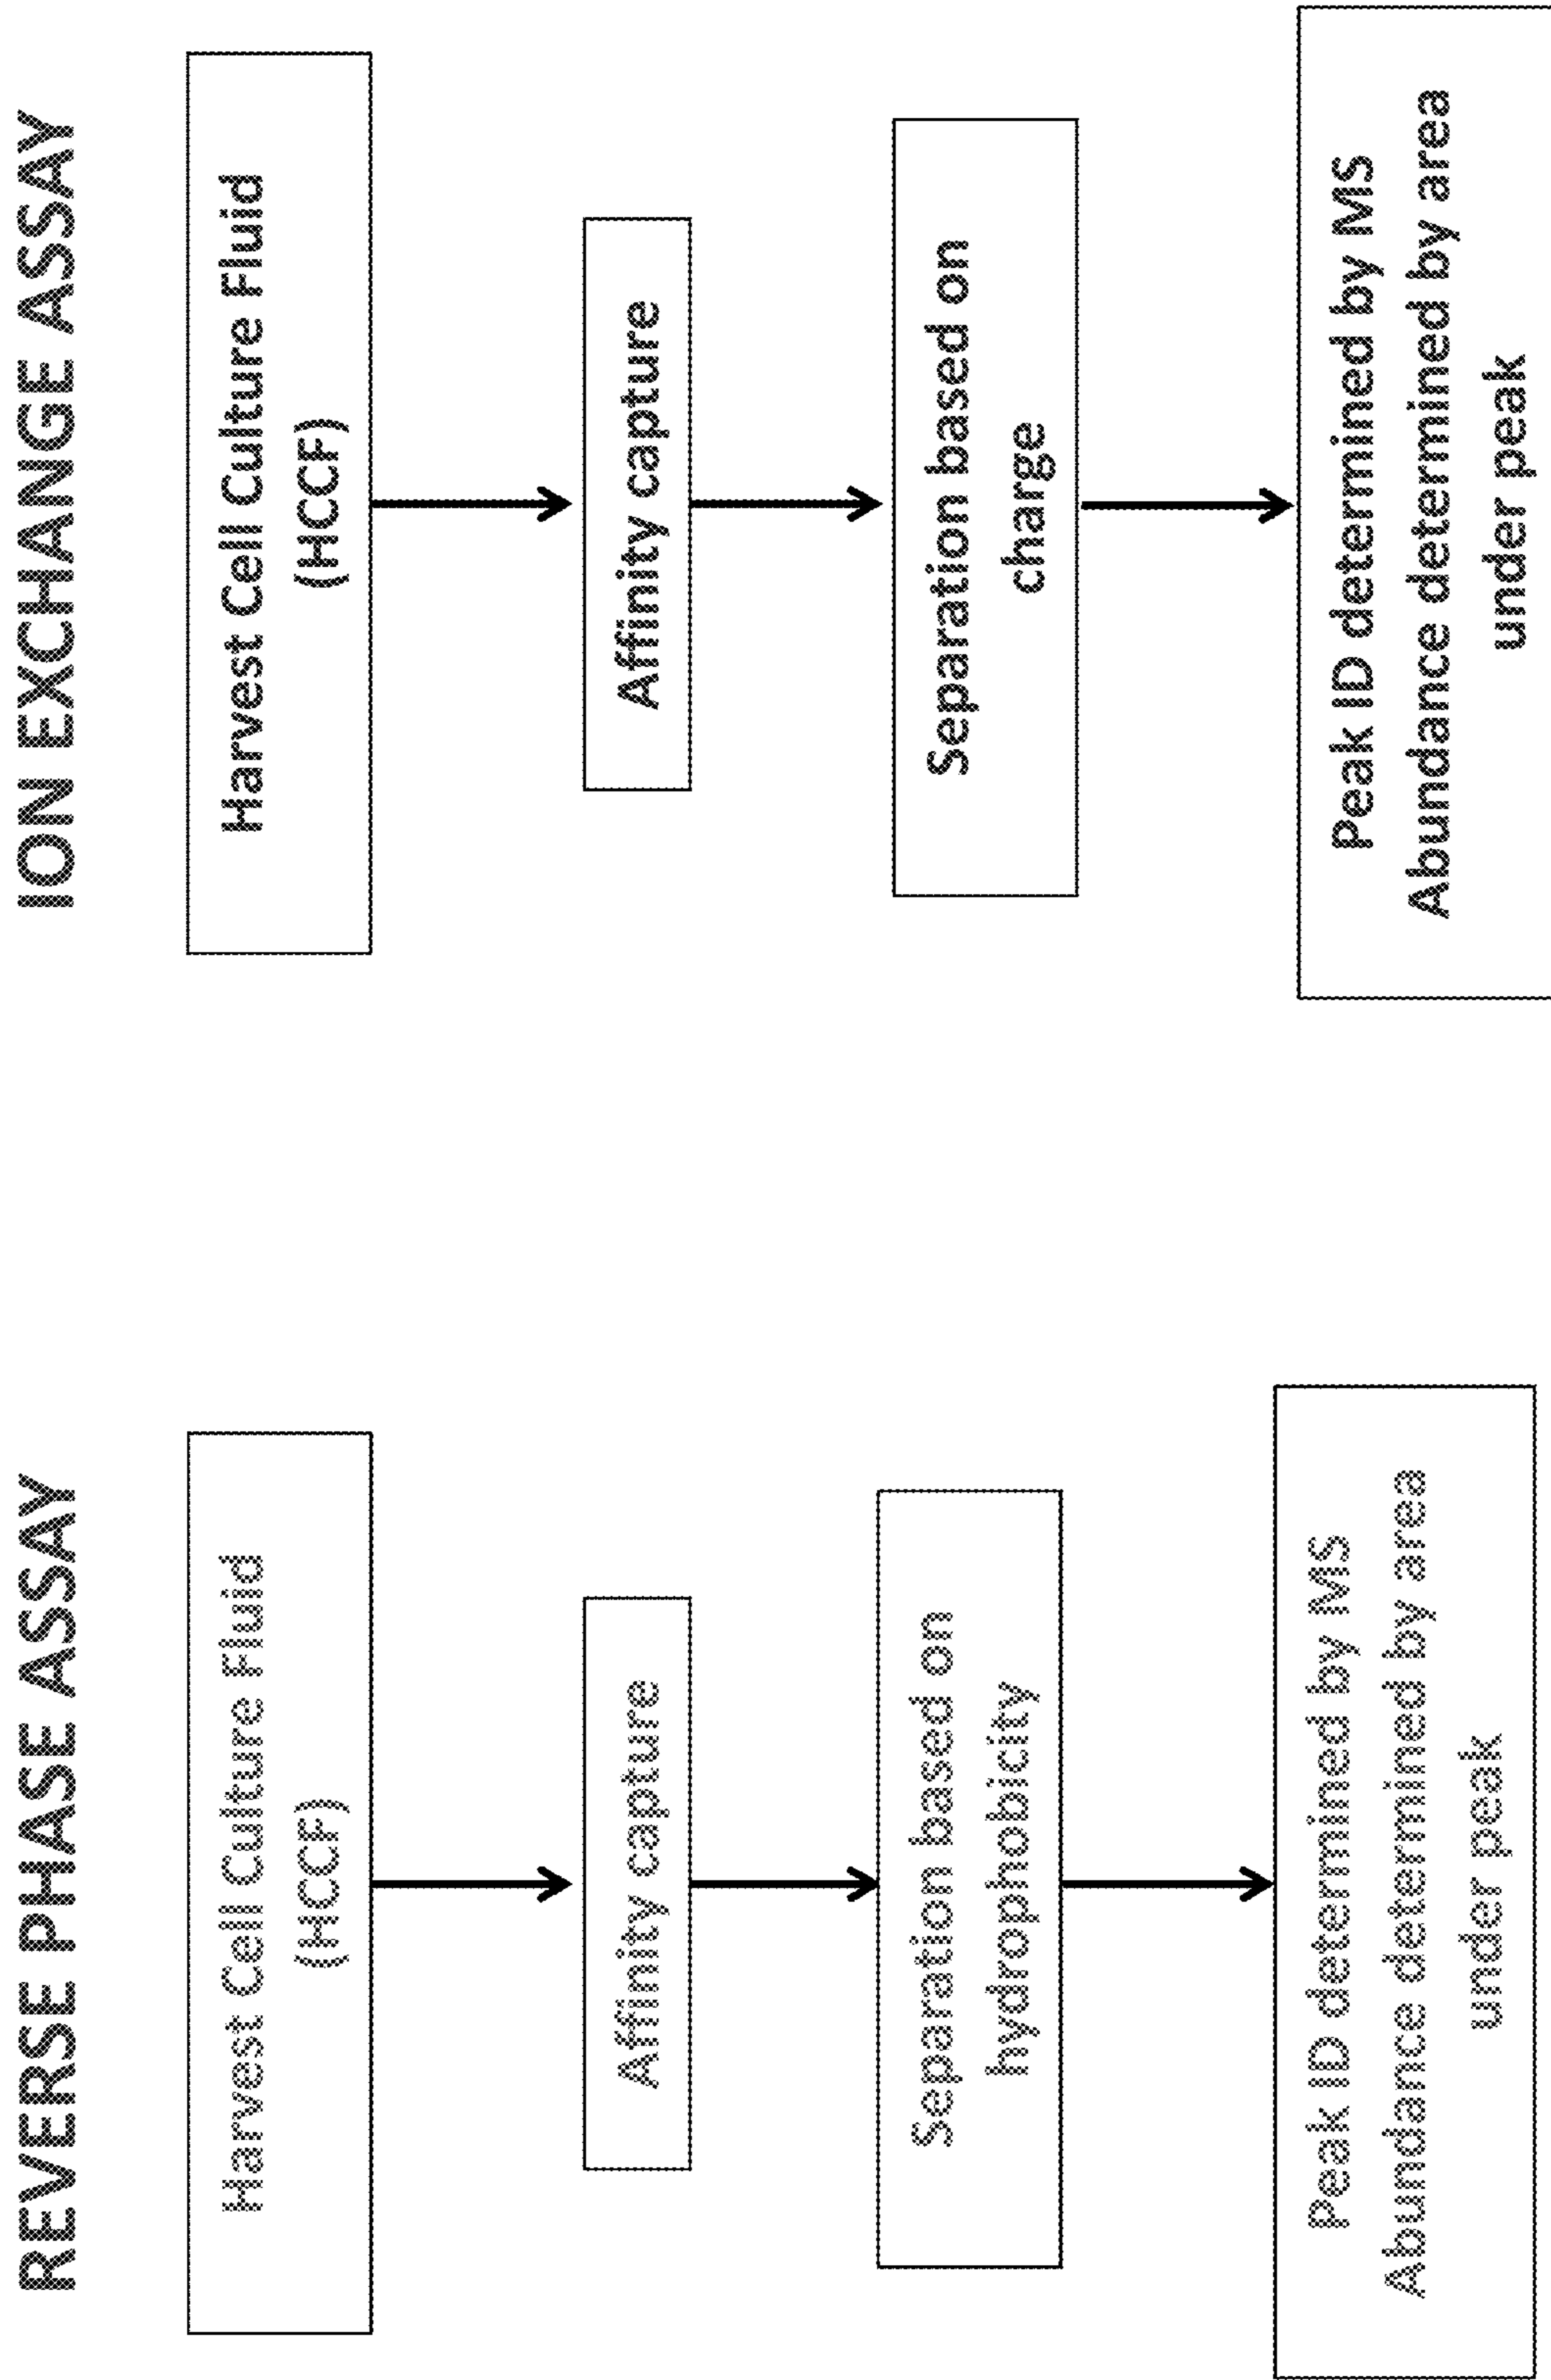 REVERSE PHASE ASSAY
Harvest Cell Culture Fluid
(HCCF)
Affinity capture
Separation based on
hydrophobicity
Peak ID determined by MS
Abundance determined by area
under peak
ION EXCHANGE ASSAY
Harvest Cell Culture Fluid
(HCCF)
Affinity capture
Separation based on
charge
Peak ID determined by MS
Abundance determined by area
under peak